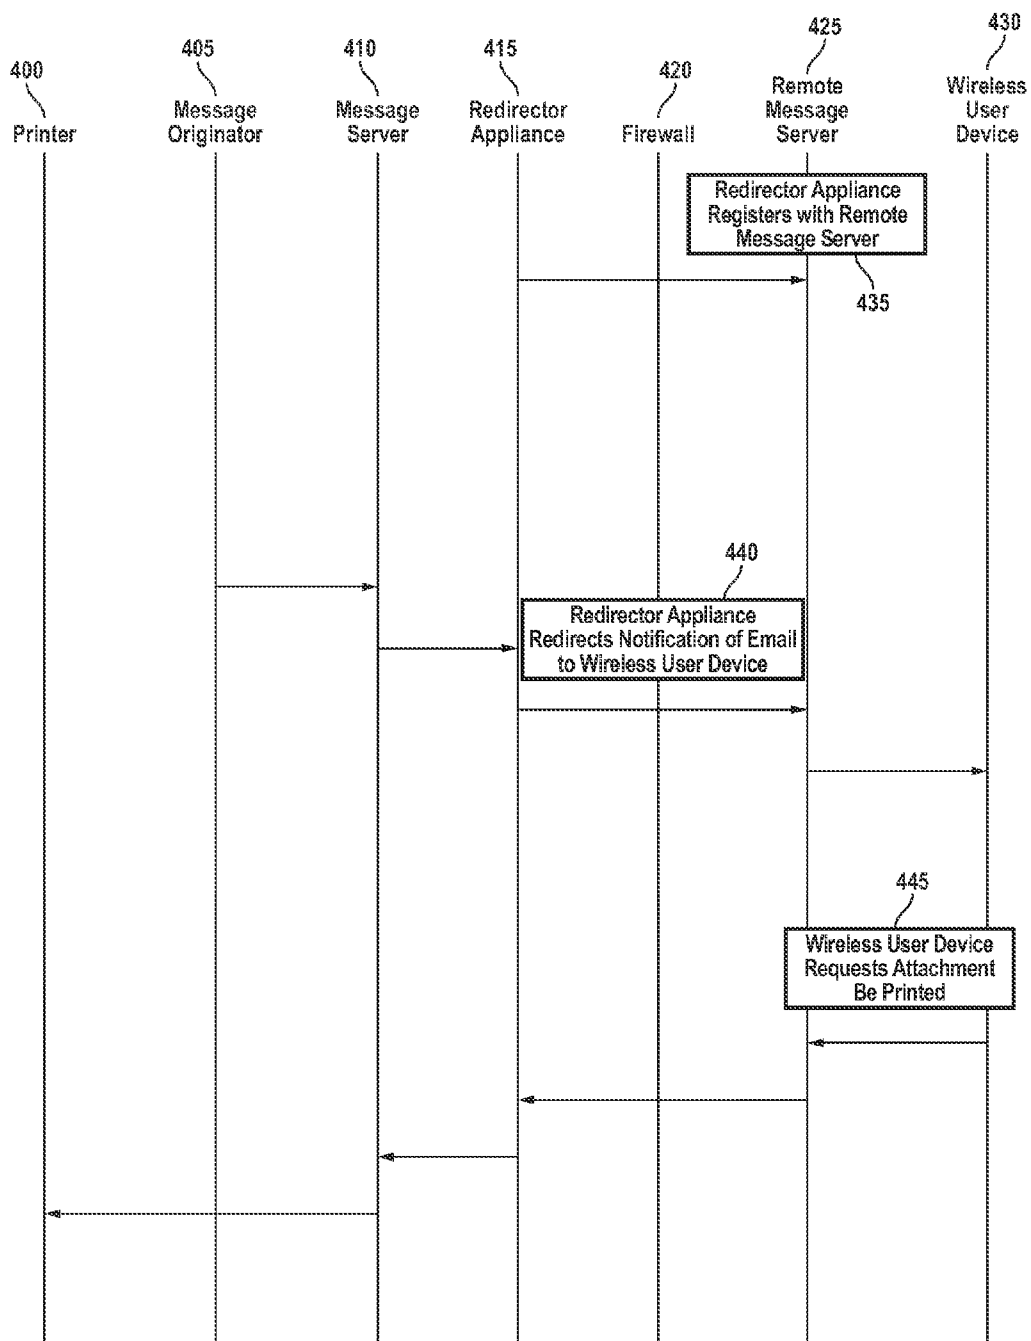 400
Printer
405
Message
Originator
410
Message
Server
415
Redirector
Appliance
420
Firewall
425
Remote
Message
Server
430
Wireless
User
Device
Redirector Appliance
Registers with Remote
Message Server
435
440
Redirector Appliance
Redirects Notification of Email
to Wireless User Device
445
Wireless User Device
Requests Attachment
Be Printed